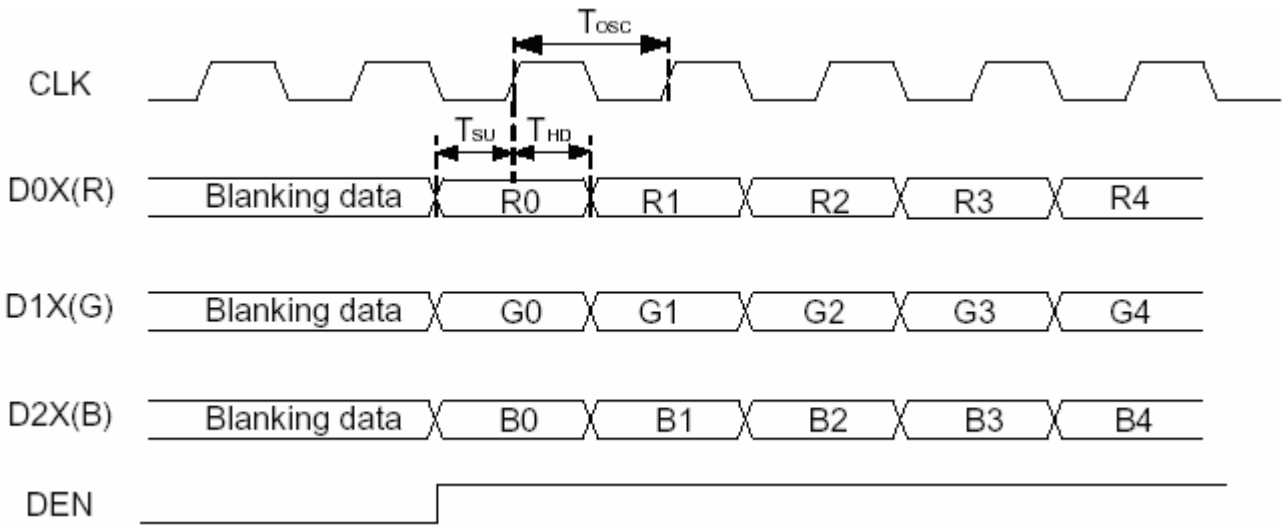 TOSC
CLK
TSU THD
D0X(R) Blanking data R0 R1 R2 R3 R4
D1X(G) Blanking data G0 G1 G2 G3 G4
D2X(B) Blanking data B0 B1 B2 B3 B4
DEN